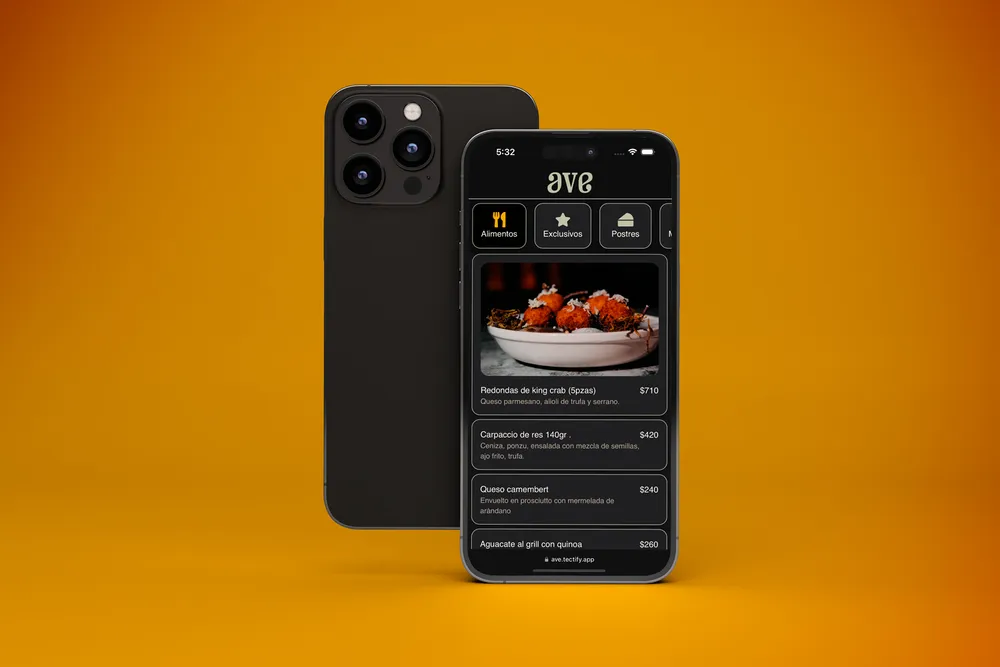 5:32
ave
Alimentos
Exclusivos
Postres
M
Redondas de king crab (5pzas) $710
Queso parmesano, alioli de trufa y serrano.
Carpaccio de res 140gr . $420
Ceniza, ponzu, ensalada con mezcla de semillas,
ajo frito, trufa.
Queso camembert $240
Envuelto en prosciutto con mermelada de
arándano
Aguacate al grill con quinoa $260
ave.tectify.app